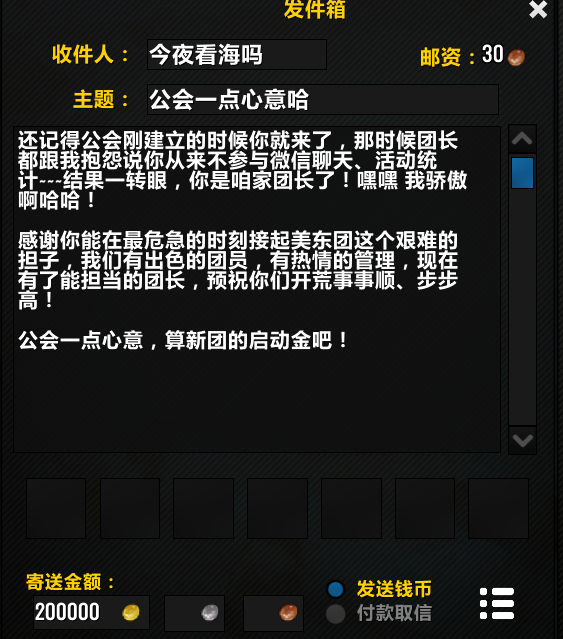 发件箱
收件人： 今夜看海吗 邮资：30
主题： 公会一点心意哈
还记得公会刚建立的时候你就来了，那时候团长
都跟我抱怨说你从来不参与微信聊天、活动统
计~~~结果一转眼，你是咱家团长了！嘿嘿 我骄傲
啊哈哈！
感谢你能在最危急的时刻接起美东团这个艰难的
担子，我们有出色的团员，有热情的管理，现在
有了能担当的团长，预祝你们开荒事事顺、步步
高！
公会一点心意，算新团的启动金吧！
寄送金额：
200000
发送钱币
付款取信